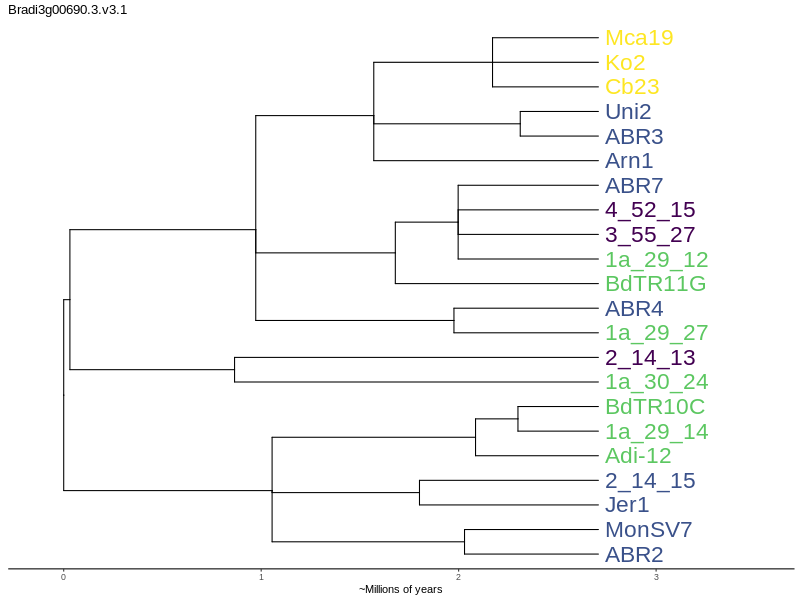 Bradi3g00690.3.v3.1
Mca19
Ko2
Cb23
Uni2
ABR3
Arn1
ABR7
4_52_15
3_55_27
1a_29_12
BdTR11G
ABR4
1a_29_27
2_14_13
1a_30_24
BdTR10C
1a_29_14
Adi-12
2_14_15
Jer1
MonSV7
ABR2
0 1 2 3
~Millions of years